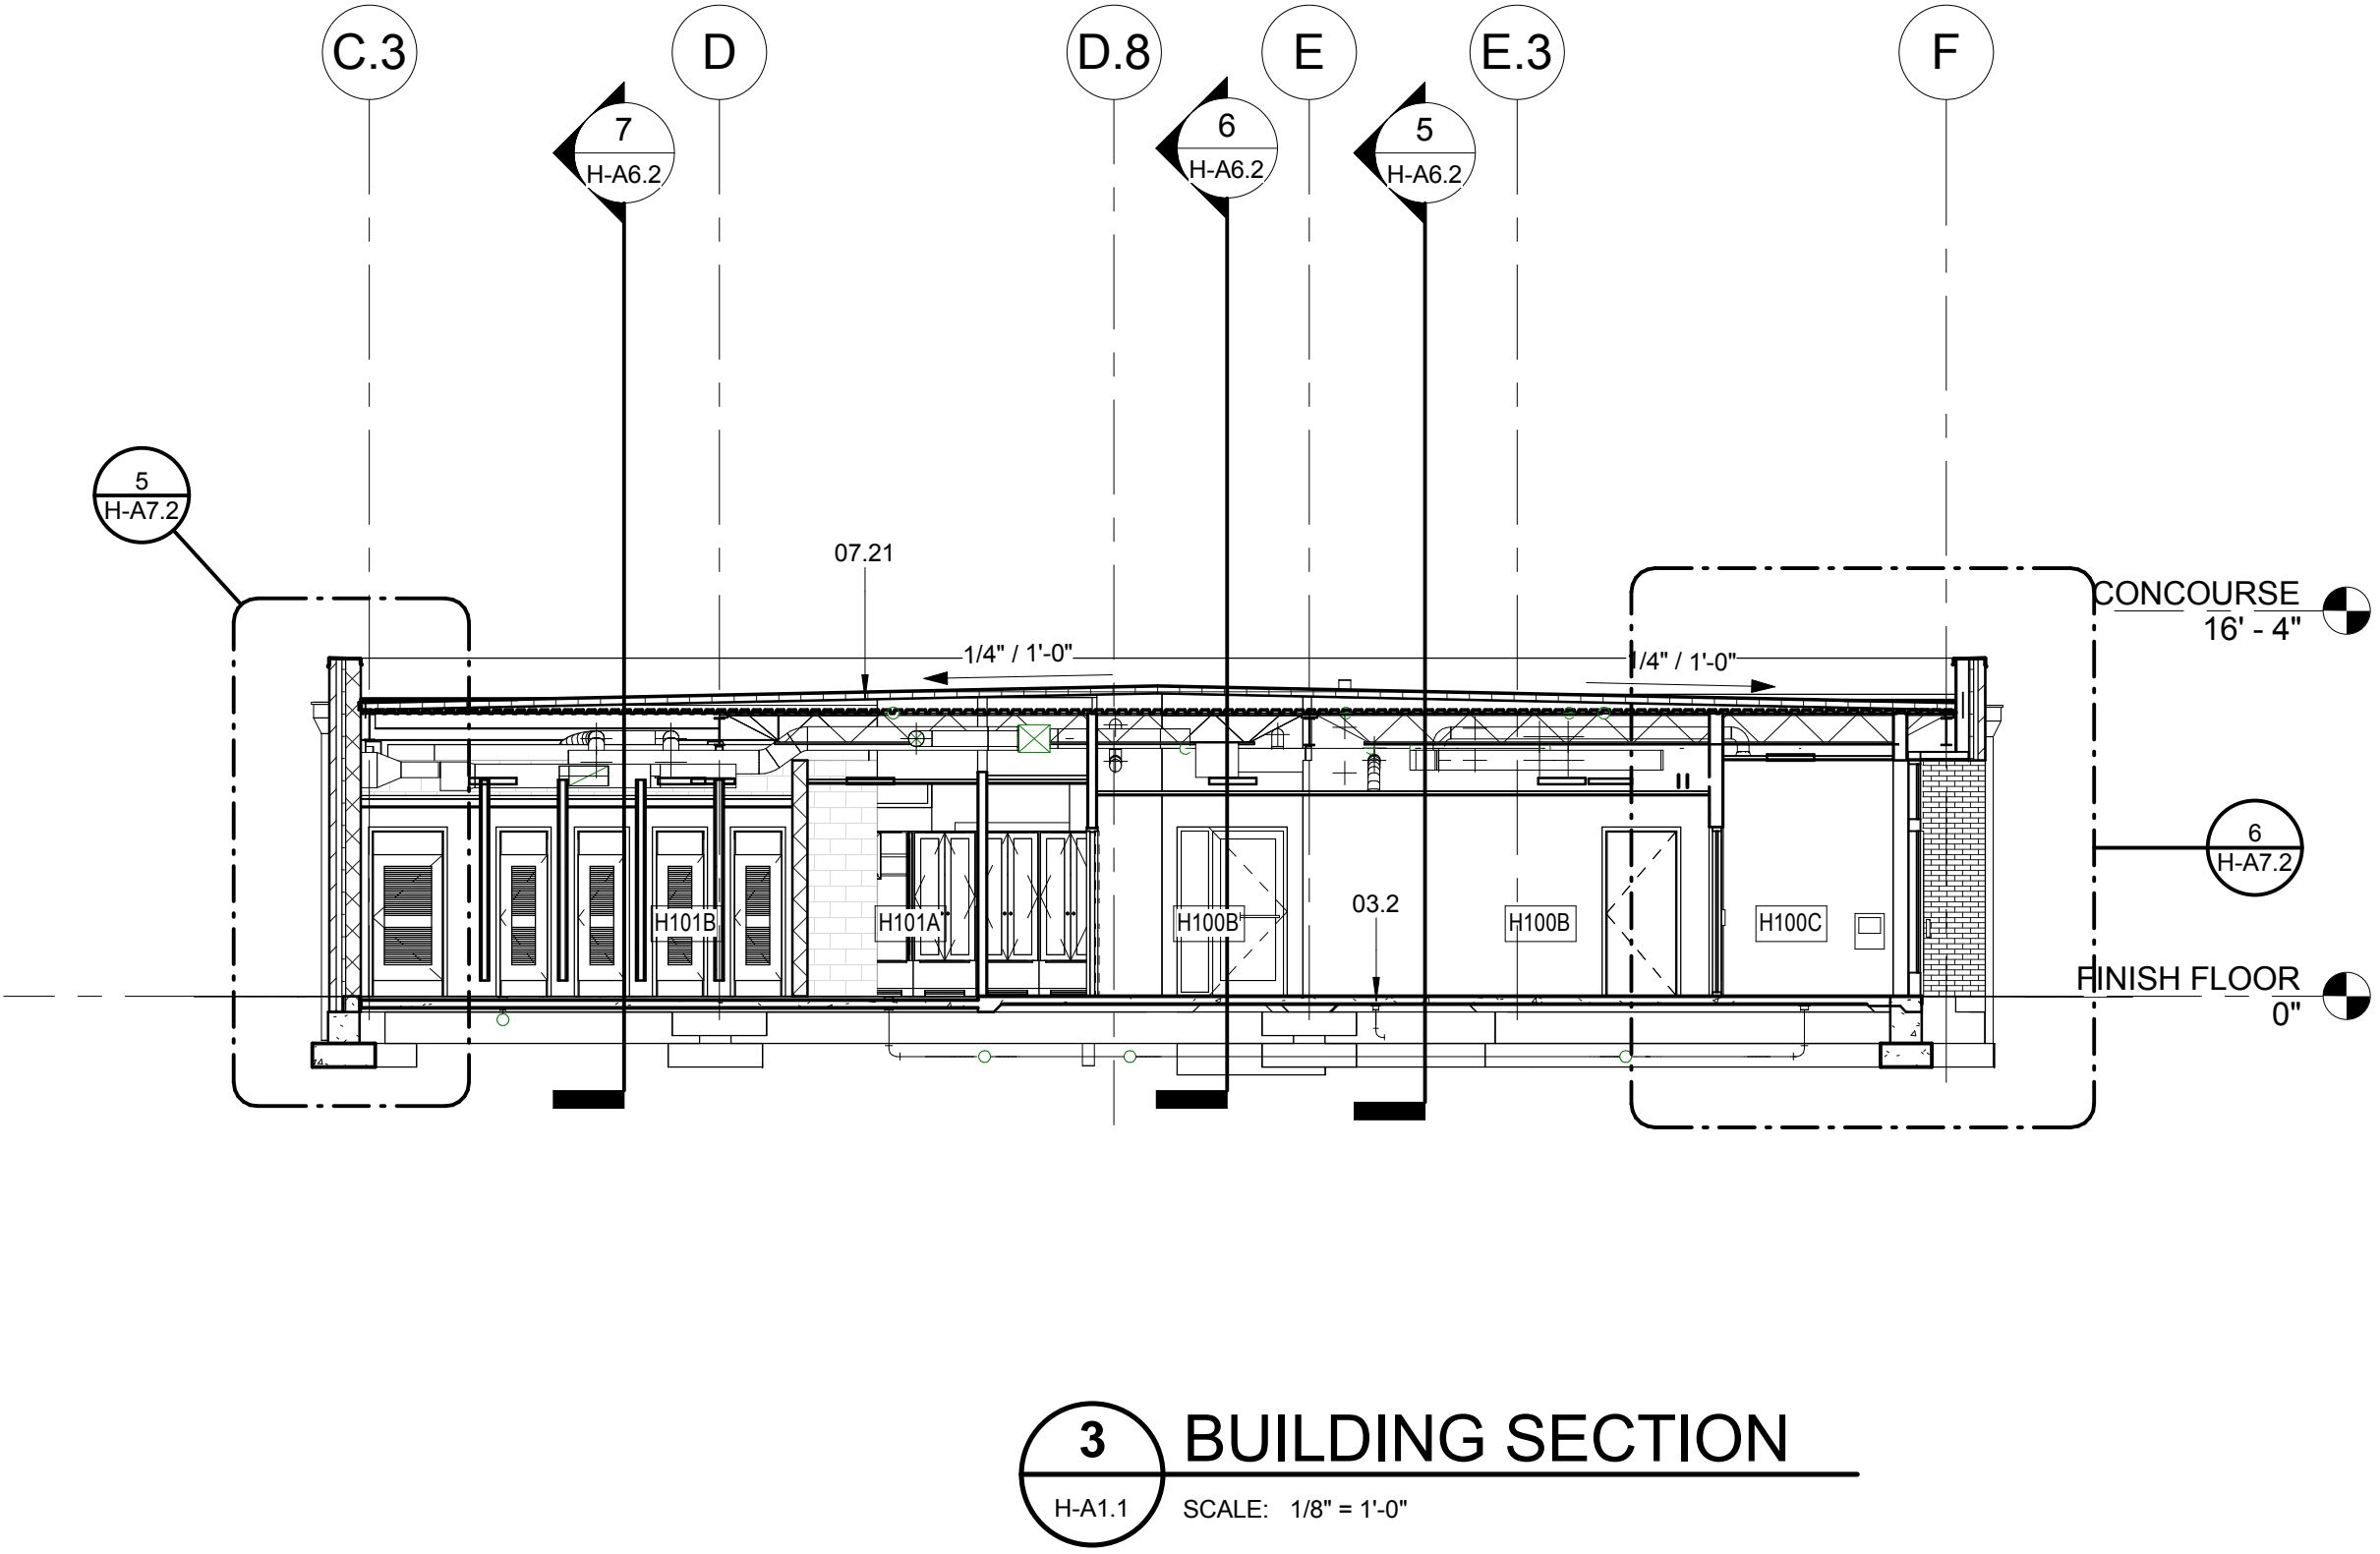 C.3
D
D.8
E
E.3
F
7
H-A6.2
6
H-A6.2
5
H-A6.2
5
H-A7.2
07.21
CONCOURSE
16' - 4"
1/4" / 1'-0"
1/4" / 1'-0"
6
H-A7.2
03.2
H101B
H101A
H100B
H100B
H100C
FINISH FLOOR
0"
3
BUILDING SECTION
H-A1.1
SCALE: 1/8" = 1'-0"